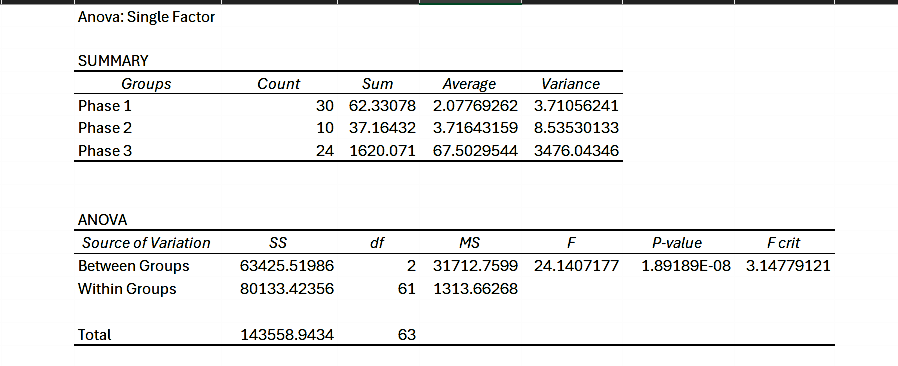 Anova: Single Factor
SUMMARY
Groups Count Sum Average Variance
Phase 1 30 62.33078 2.07769262 3.71056241
Phase 2 10 37.16432 3.71643159 8.53530133
Phase 3 24 1620.071 67.5029544 3476.04346
ANOVA
Source of Variation SS df MS F P-value F crit
Between Groups 63425.51986 2 31712.7599 24.1407177 1.89189E-08 3.14779121
Within Groups 80133.42356 61 1313.66268
Total 143558.9434 63